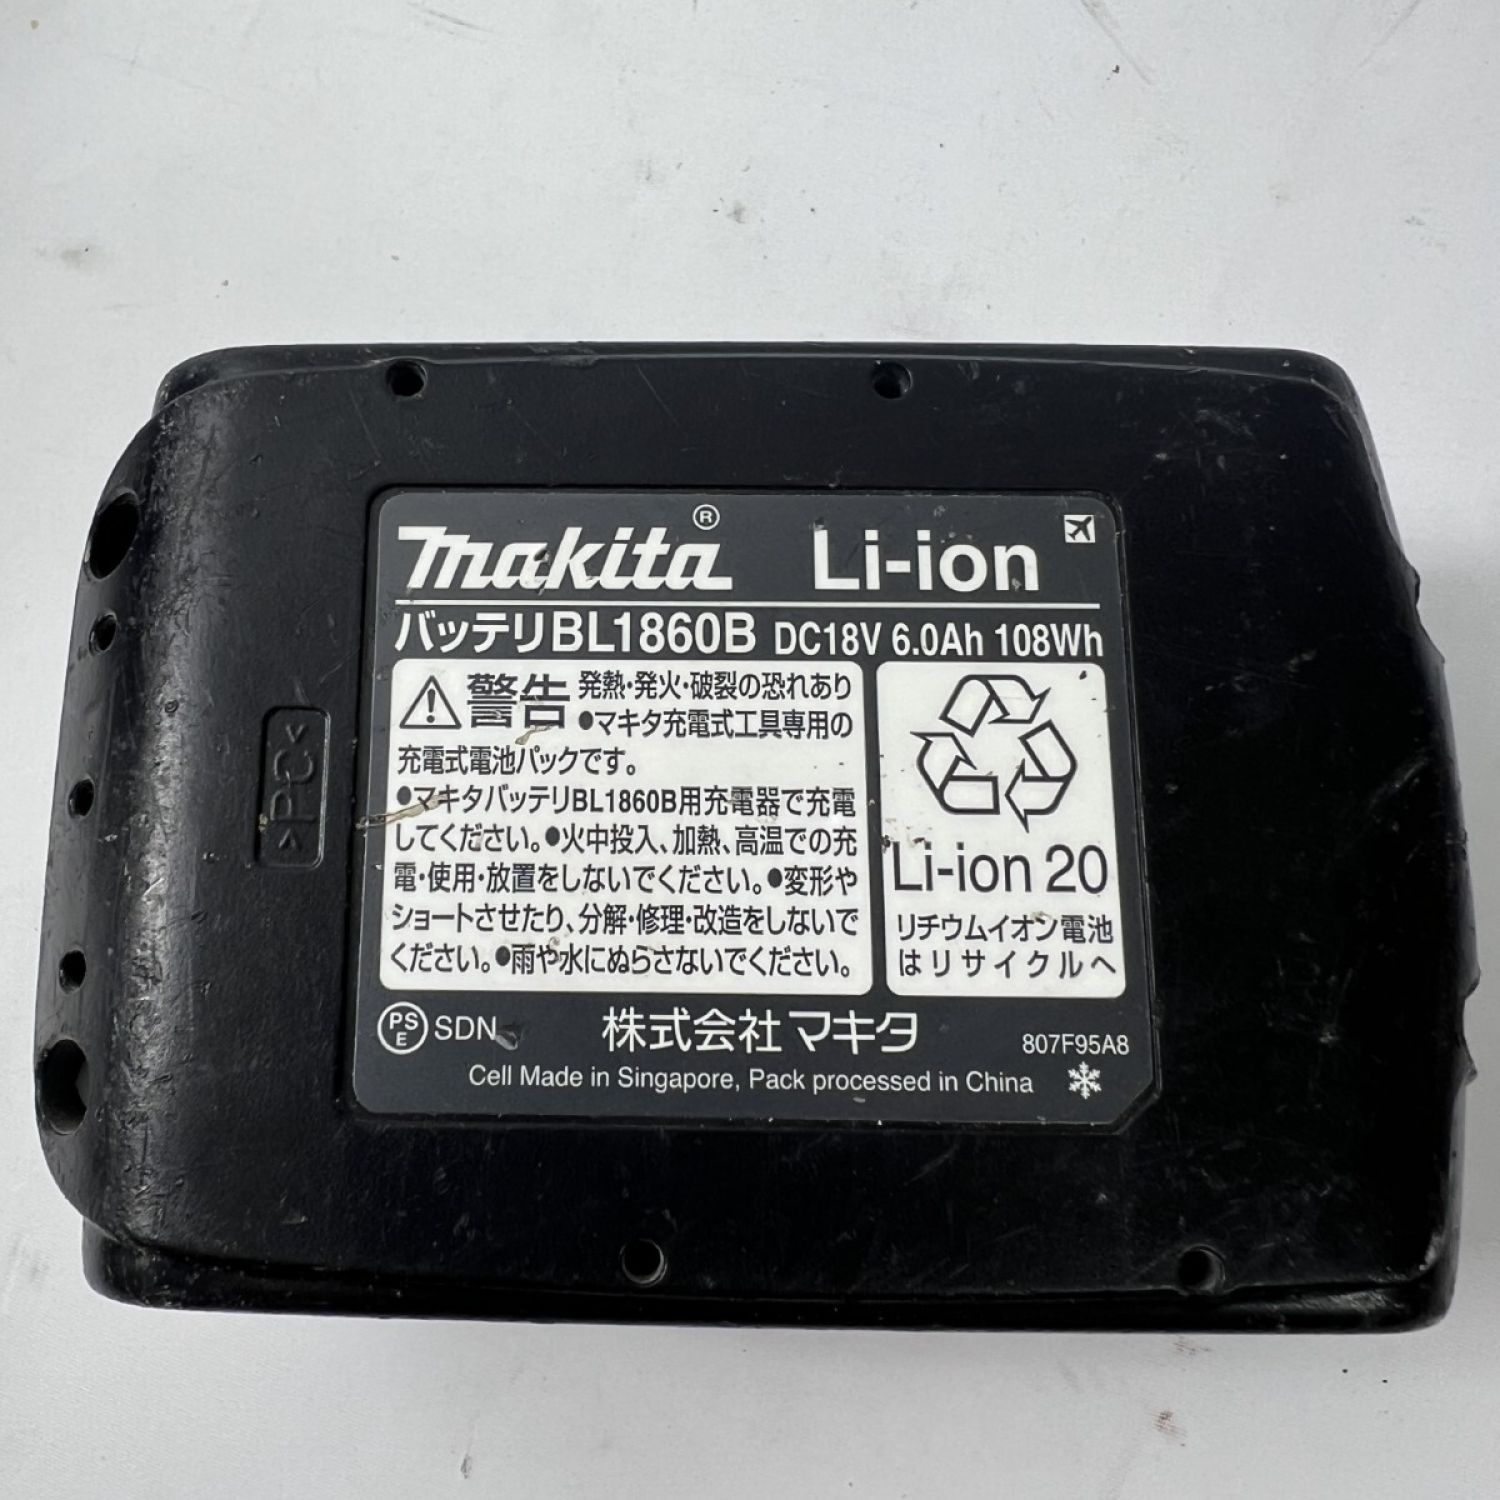 makita® Li-ion
バッテリBL1860B DC18V 6.0Ah 108Wh
警告 発熱・発火・破裂の恐れあり
●マキタ充電式工具専用の
充電式電池パックです。
●マキタバッテリBL1860B用充電器で充電
してください。●火中投入、加熱、高温での充
電・使用・放置をしないでください。●変形や
ショートさせたり、分解・修理・改造をしないで
ください。●雨や水にぬらさないでください。
Li-ion 20
リチウムイオン電池
はリサイクルへ
PS
E
SDN
株式会社マキタ
807F95A8
Cell Made in Singapore, Pack processed in China
>PC<